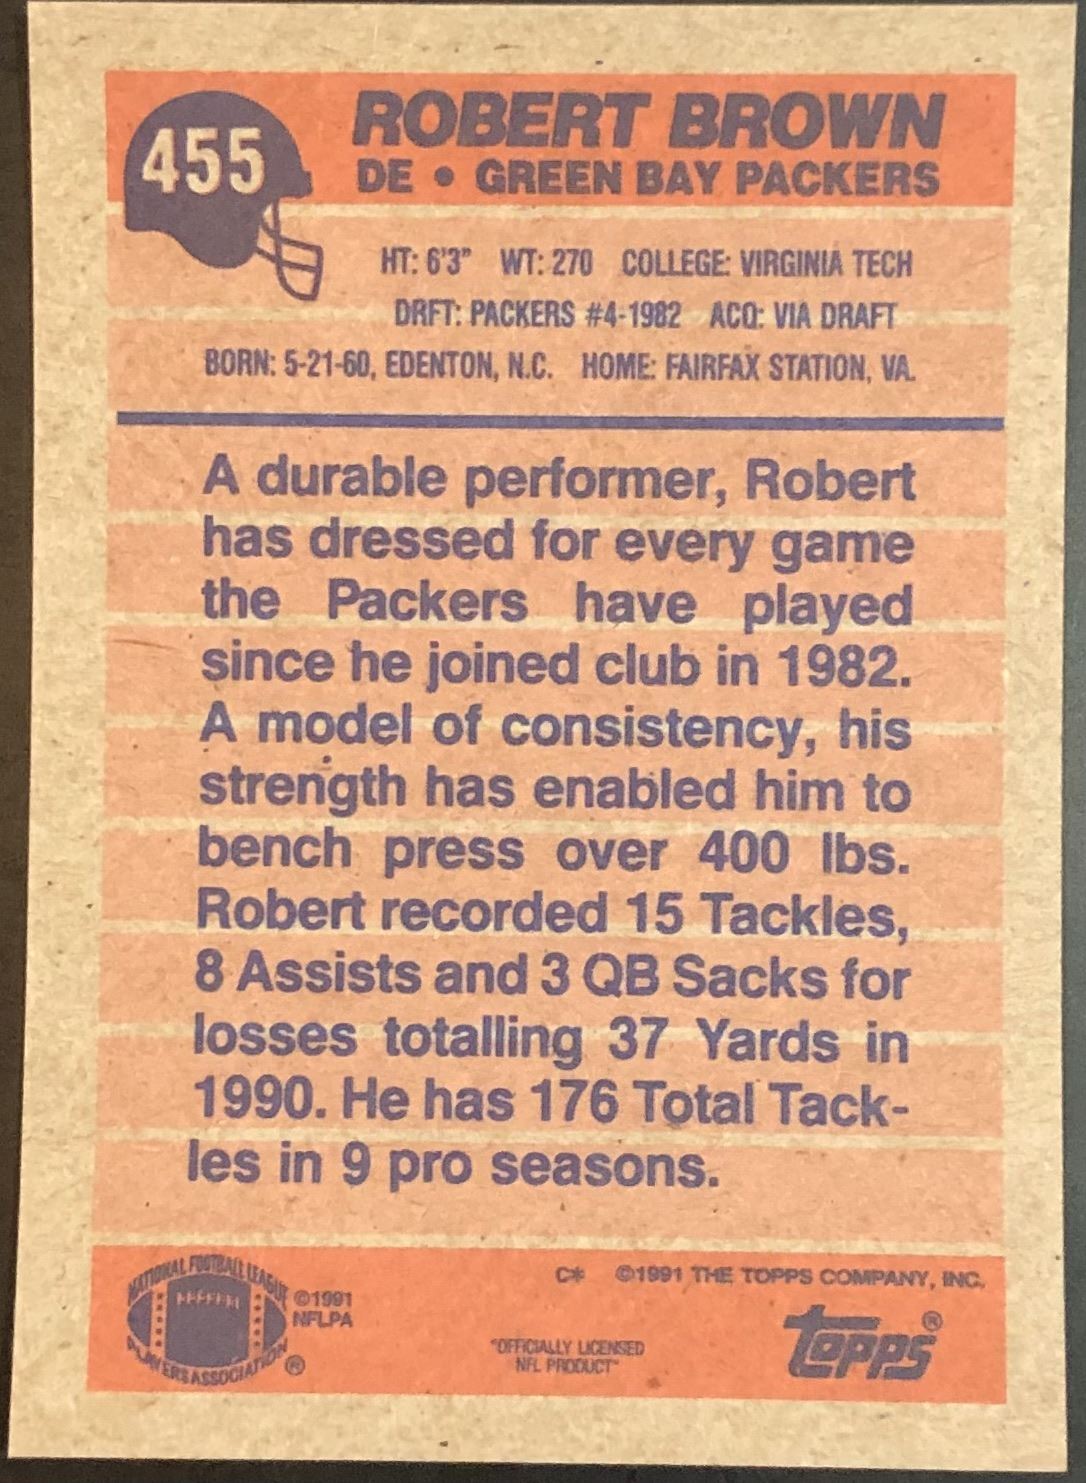 455
ROBERT BROWN
DE • GREEN BAY PACKERS
HT: 6'3" WT: 270 COLLEGE: VIRGINIA TECH
DRFT: PACKERS #4-1982 ACQ: VIA DRAFT
BORN: 5-21-60, EDENTON, N.C. HOME: FAIRFAX STATION, VA.
A durable performer, Robert
has dressed for every game
the Packers have played
since he joined club in 1982.
A model of consistency, his
strength has enabled him to
bench press over 400 lbs.
Robert recorded 15 Tackles,
8 Assists and 3 QB Sacks for
losses totalling 37 Yards in
1990. He has 176 Total Tack-
les in 9 pro seasons.
NATIONAL FOOTBALL LEAGUE
PLAYERS ASSOCIATION ®
©1991
NFLPA
C* ©1991 THE TOPPS COMPANY, INC.
"OFFICIALLY LICENSED
NFL PRODUCT"
topps®